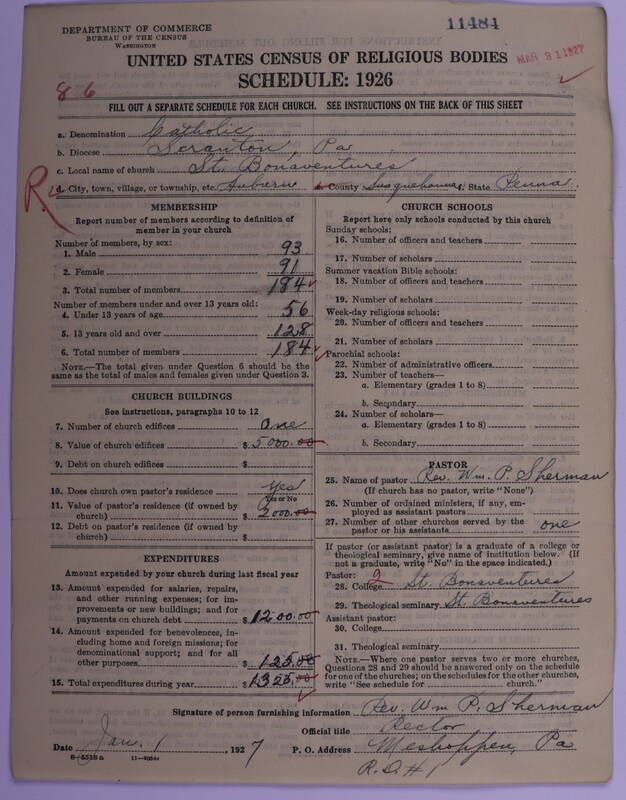 DEPARTMENT OF COMMERCE
BUREAU OF THE CENSUS
WASHINGTON
11484
MAR 31 1927
UNITED STATES CENSUS OF RELIGIOUS BODIES
SCHEDULE: 1926
86
FILL OUT A SEPARATE SCHEDULE FOR EACH CHURCH. SEE INSTRUCTIONS ON THE BACK OF THIS SHEET
a. Denomination Catholic
b. Diocese Scranton, Pa
c. Local name of church St. Bonaventures
d. City, town, village, or township, etc. Auburn e. County Susquehanna f. State Penna.
R
MEMBERSHIP
Report number of members according to definition of
member in your church
Number of members, by sex:
1. Male 93
2. Female 91
3. Total number of members 184
Number of members under and over 13 years old:
4. Under 13 years of age 56
5. 13 years old and over 128
6. Total number of members 184
NOTE.—The total given under Question 6 should be the
same as the total of males and females given under Question 3.
CHURCH BUILDINGS
See instructions, paragraphs 10 to 12
7. Number of church edifices One
8. Value of church edifices $ 5000.00
9. Debt on church edifices $
10. Does church own pastor's residence Yes
Yes or No
11. Value of pastor's residence (if owned by
church) $ 2000.00
12. Debt on pastor's residence (if owned by
church) $
EXPENDITURES
Amount expended by your church during last fiscal year
13. Amount expended for salaries, repairs,
and other running expenses; for im-
provements or new buildings; and for
payments on church debt $ 1200.00
14. Amount expended for benevolences, in-
cluding home and foreign missions; for
denominational support; and for all
other purposes $ 125.00
15. Total expenditures during year $ 1325.00
CHURCH SCHOOLS
Report here only schools conducted by this church
Sunday schools:
16. Number of officers and teachers
17. Number of scholars
Summer vacation Bible schools:
18. Number of officers and teachers
19. Number of scholars
Week-day religious schools:
20. Number of officers and teachers
21. Number of scholars
Parochial schools:
22. Number of administrative officers
23. Number of teachers—
a. Elementary (grades 1 to 8)
b. Secondary
24. Number of scholars—
a. Elementary (grades 1 to 8)
b. Secondary
PASTOR
25. Name of pastor Rev. Wm. P. Sherman
(If church has no pastor, write "None")
26. Number of ordained ministers, if any, em-
ployed as assistant pastors
27. Number of other churches served by the
pastor or his assistants one
If pastor (or assistant pastor) is a graduate of a college or
theological seminary, give name of institution below. (If
not a graduate, write "No" in the space indicated.)
Pastor: 2
28. College St. Bonaventures
29. Theological seminary St. Bonaventures
Assistant pastor:
30. College
31. Theological seminary
NOTE.—Where one pastor serves two or more churches,
Questions 28 and 29 should be answered only on the schedule
for one of the churches; on the schedules for the other churches,
write "See schedule for church."
Signature of person furnishing information Rev. Wm P. Sherman
Official title Rector
Date Jan. 1, 1927 P. O. Address Meshoppen, Pa
R.D. #1
8—5518a